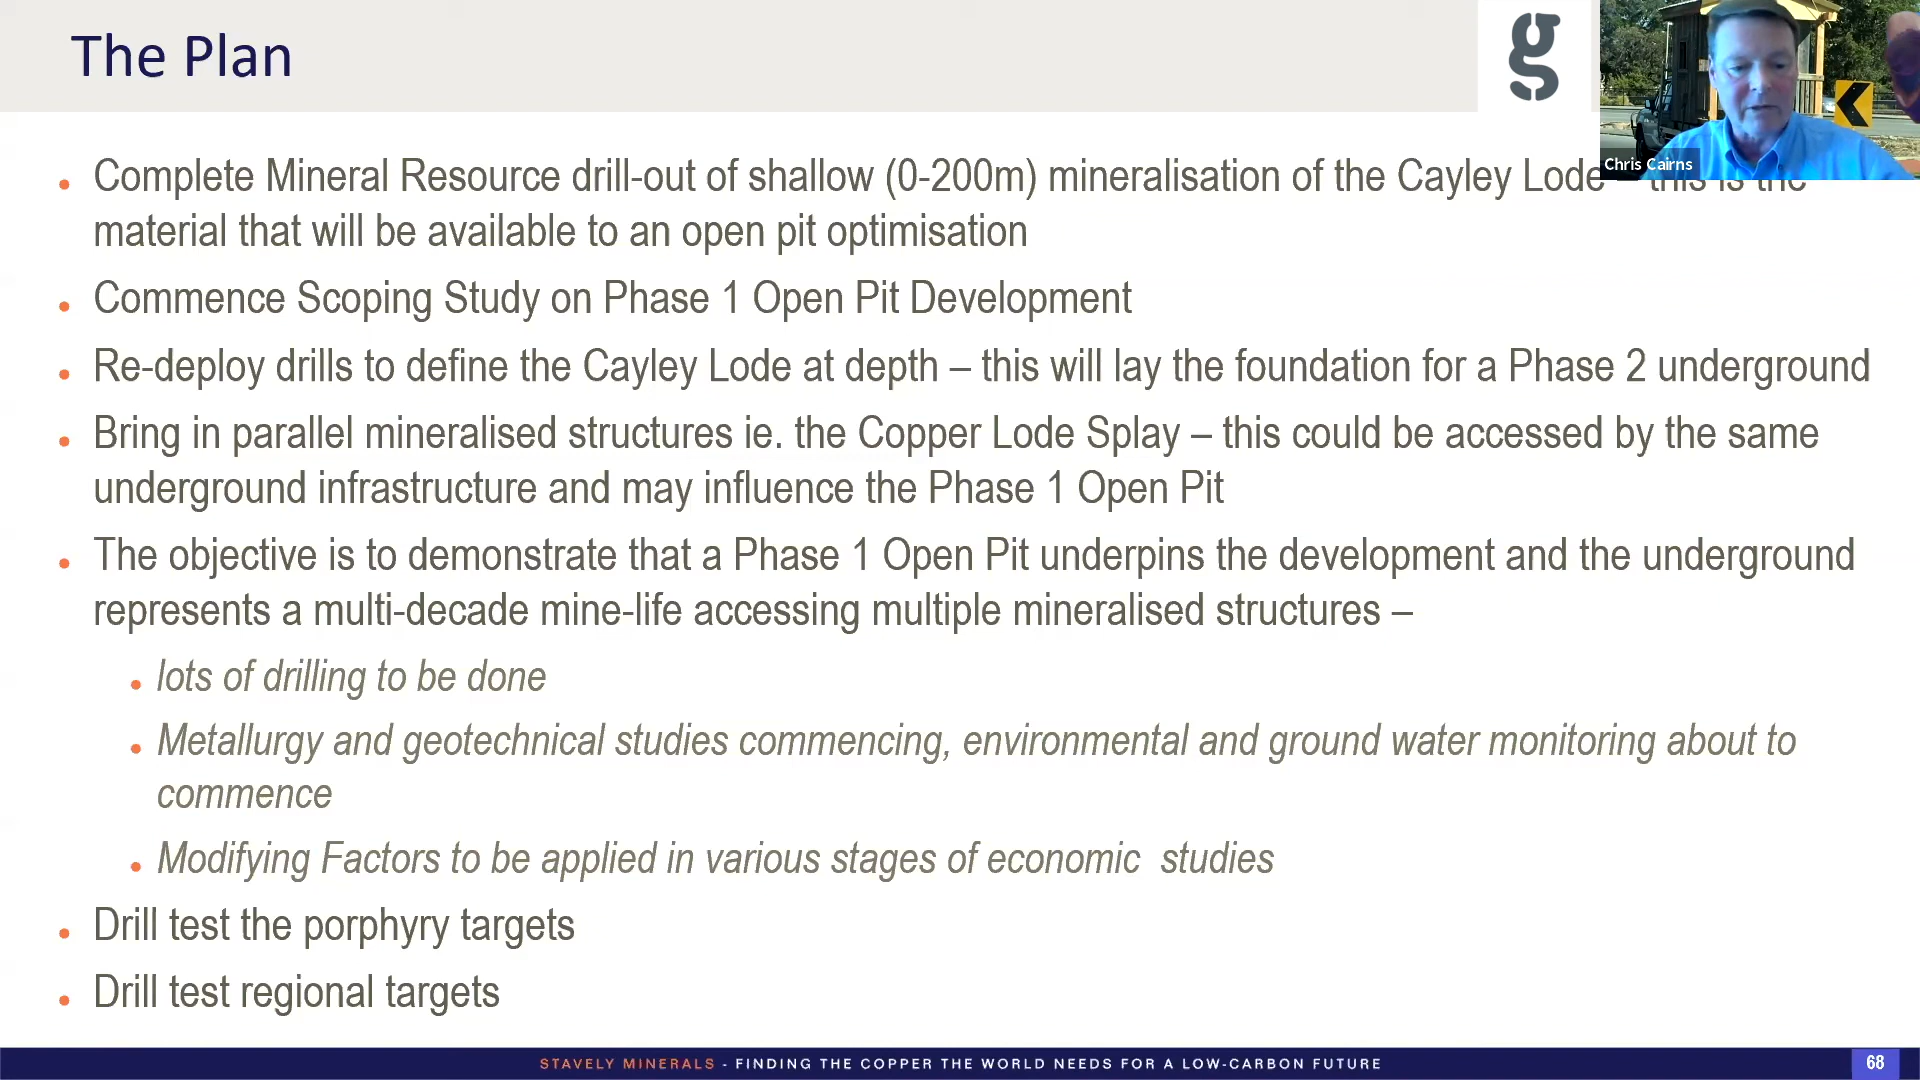 The Plan
gs
Chris Cairns
Complete Mineral Resource drill-out of shallow (0-200m) mineralisation of the Cayley Lode – this is the
material that will be available to an open pit optimisation
Commence Scoping Study on Phase 1 Open Pit Development
Re-deploy drills to define the Cayley Lode at depth – this will lay the foundation for a Phase 2 underground
Bring in parallel mineralised structures ie. the Copper Lode Splay – this could be accessed by the same
underground infrastructure and may influence the Phase 1 Open Pit
The objective is to demonstrate that a Phase 1 Open Pit underpins the development and the underground
represents a multi-decade mine-life accessing multiple mineralised structures –
lots of drilling to be done
Metallurgy and geotechnical studies commencing, environmental and ground water monitoring about to
commence
Modifying Factors to be applied in various stages of economic  studies
Drill test the porphyry targets
Drill test regional targets
STAVELY MINERALS - FINDING THE COPPER THE WORLD NEEDS FOR A LOW-CARBON FUTURE
68